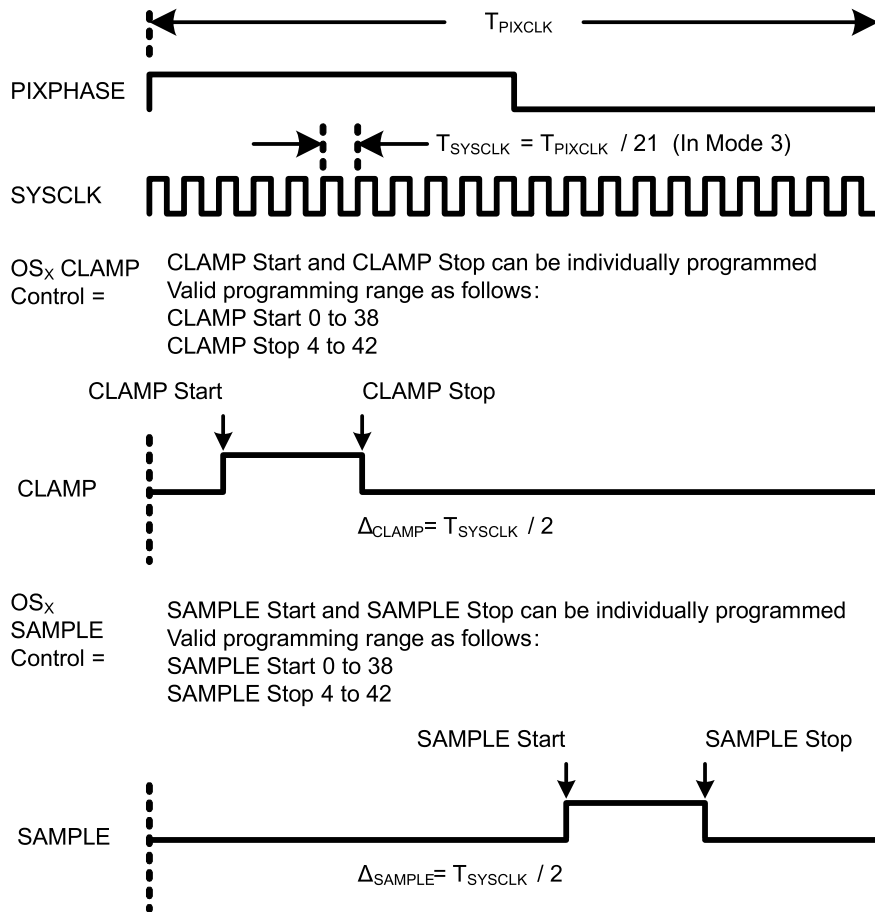 TPIXCLK
PIXPHASE
TSYSCLK = TPIXCLK / 21 (In Mode 3)
SYSCLK
OSX CLAMP
Control =
CLAMP Start and CLAMP Stop can be individually programmed
Valid programming range as follows:
CLAMP Start 0 to 38
CLAMP Stop 4 to 42
CLAMP Start
CLAMP Stop
CLAMP
ΔCLAMP= TSYSCLK / 2
OSX
SAMPLE
Control =
SAMPLE Start and SAMPLE Stop can be individually programmed
Valid programming range as follows:
SAMPLE Start 0 to 38
SAMPLE Stop 4 to 42
SAMPLE Start
SAMPLE Stop
SAMPLE
ΔSAMPLE= TSYSCLK / 2